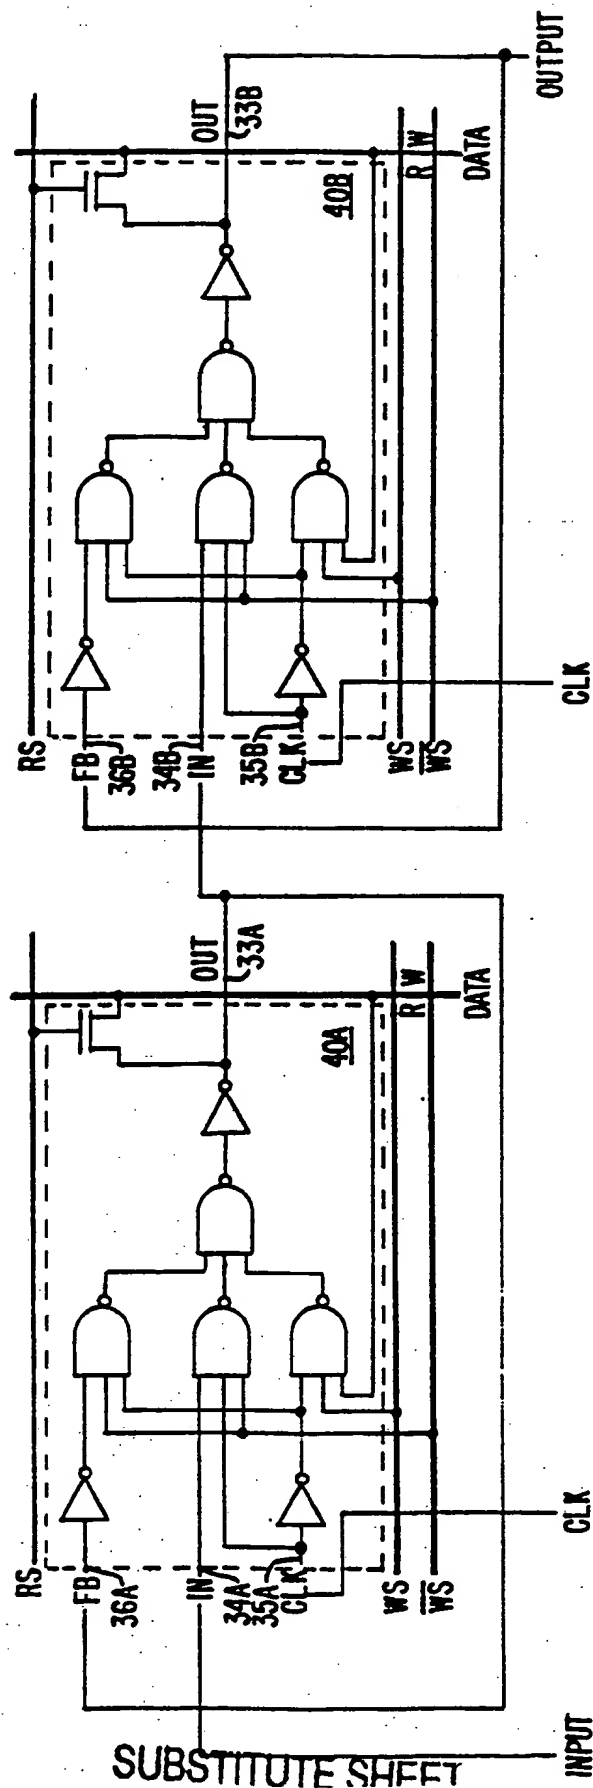 RS
FB
36B
34B
IN
35B
CLK
WS
WS
OUT
33B
40B
R W
DATA
OUTPUT
CLK
RS
FB
36A
IN
34A
35A
CLK
WS
WS
OUT
33A
40A
R W
DATA
CLK
INPUT
SUBSTITUTE SHEET